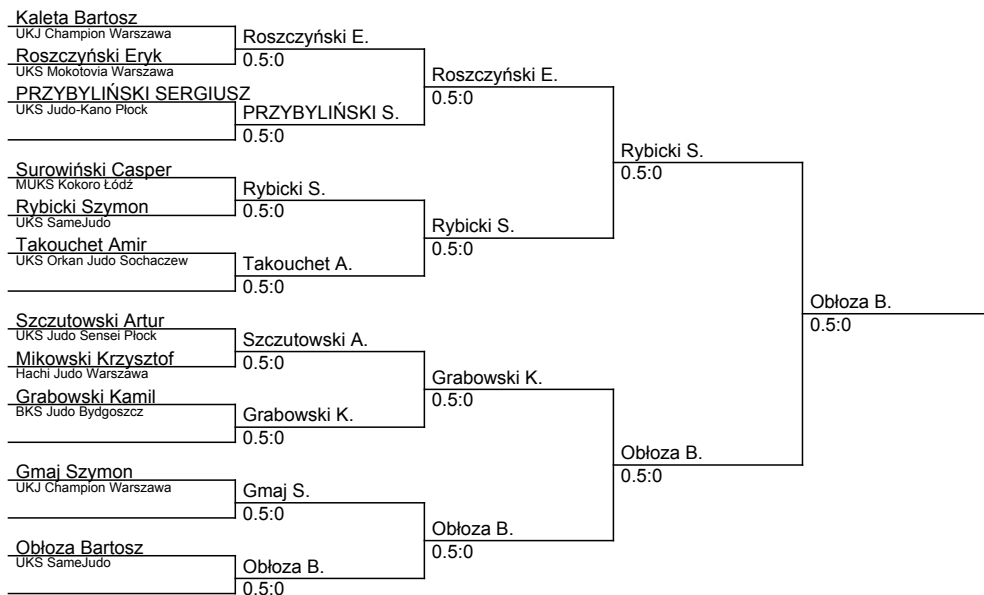 Kaleta Bartosz
UKJ Champion Warszawa
Roszczyński Eryk
UKS Mokotovia Warszawa
PRZYBYLIŃSKI SERGIUSZ
UKS Judo-Kano Płock
Surowiński Casper
MUKS Kokoro Łódź
Rybicki Szymon
UKS SameJudo
Takouchet Amir
UKS Orkan Judo Sochaczew
Szczutowski Artur
UKS Judo Sensei Płock
Mikowski Krzysztof
Hachi Judo Warszawa
Grabowski Kamil
BKS Judo Bydgoszcz
Gmaj Szymon
UKJ Champion Warszawa
Obłoza Bartosz
UKS SameJudo
Roszczyński E.
0.5:0
PRZYBYLIŃSKI S.
0.5:0
Rybicki S.
0.5:0
Takouchet A.
0.5:0
Szczutowski A.
0.5:0
Grabowski K.
0.5:0
Gmaj S.
0.5:0
Obłoza B.
0.5:0
Roszczyński E.
0.5:0
Rybicki S.
0.5:0
Grabowski K.
0.5:0
Obłoza B.
0.5:0
Rybicki S.
0.5:0
Obłoza B.
0.5:0
Obłoza B.
0.5:0